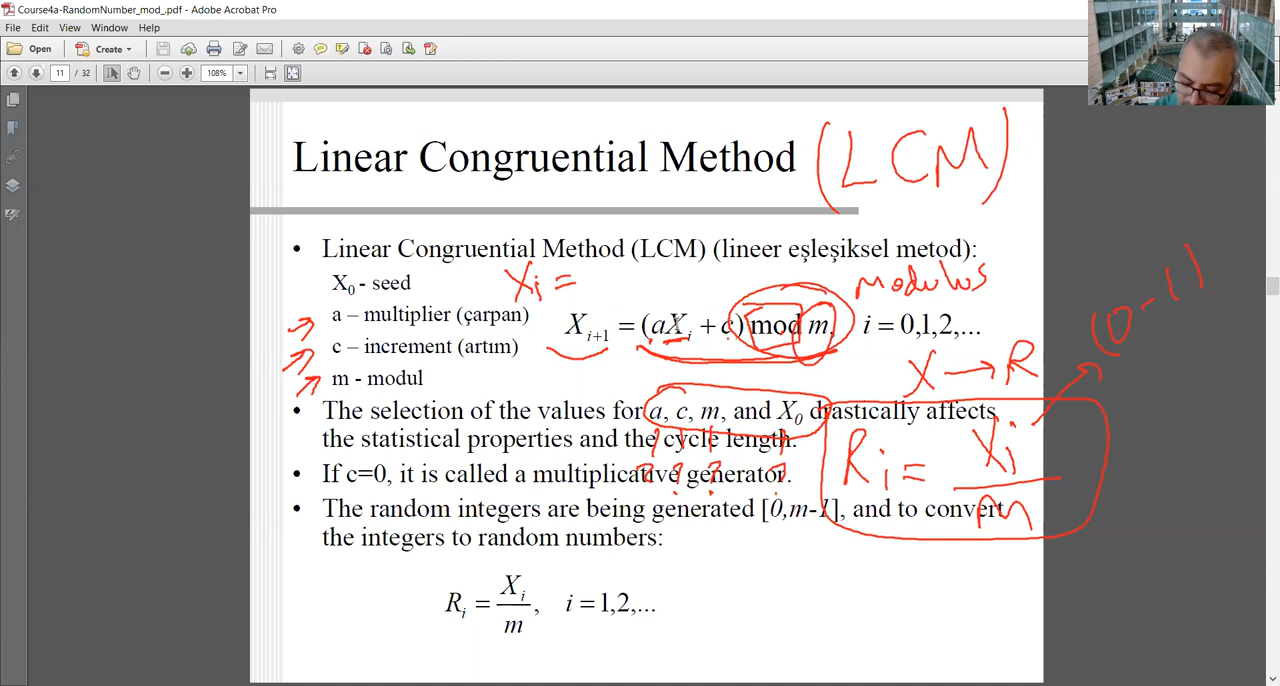 Course4a-RandomNumber_mod_.pdf - Adobe Acrobat Pro
File Edit View Window Help
Open Create
11 / 32 108%
Linear Congruential Method (LCM)
• Linear Congruential Method (LCM) (lineer eşleşiksel metod):
X0 - seed
Xi =
modulus
a – multiplier (çarpan)
Xi+1 = (aXi + c) mod m, i = 0,1,2,...
(0-1)
c – increment (artım)
X → R
m - modul
• The selection of the values for a, c, m, and X0 drastically affects
the statistical properties and the cycle length.
? ? ? ?
Ri = Xi / m
• If c=0, it is called a multiplicative generator.
• The random integers are being generated [0,m-1], and to convert
the integers to random numbers:
Ri = Xi / m, i = 1,2,...